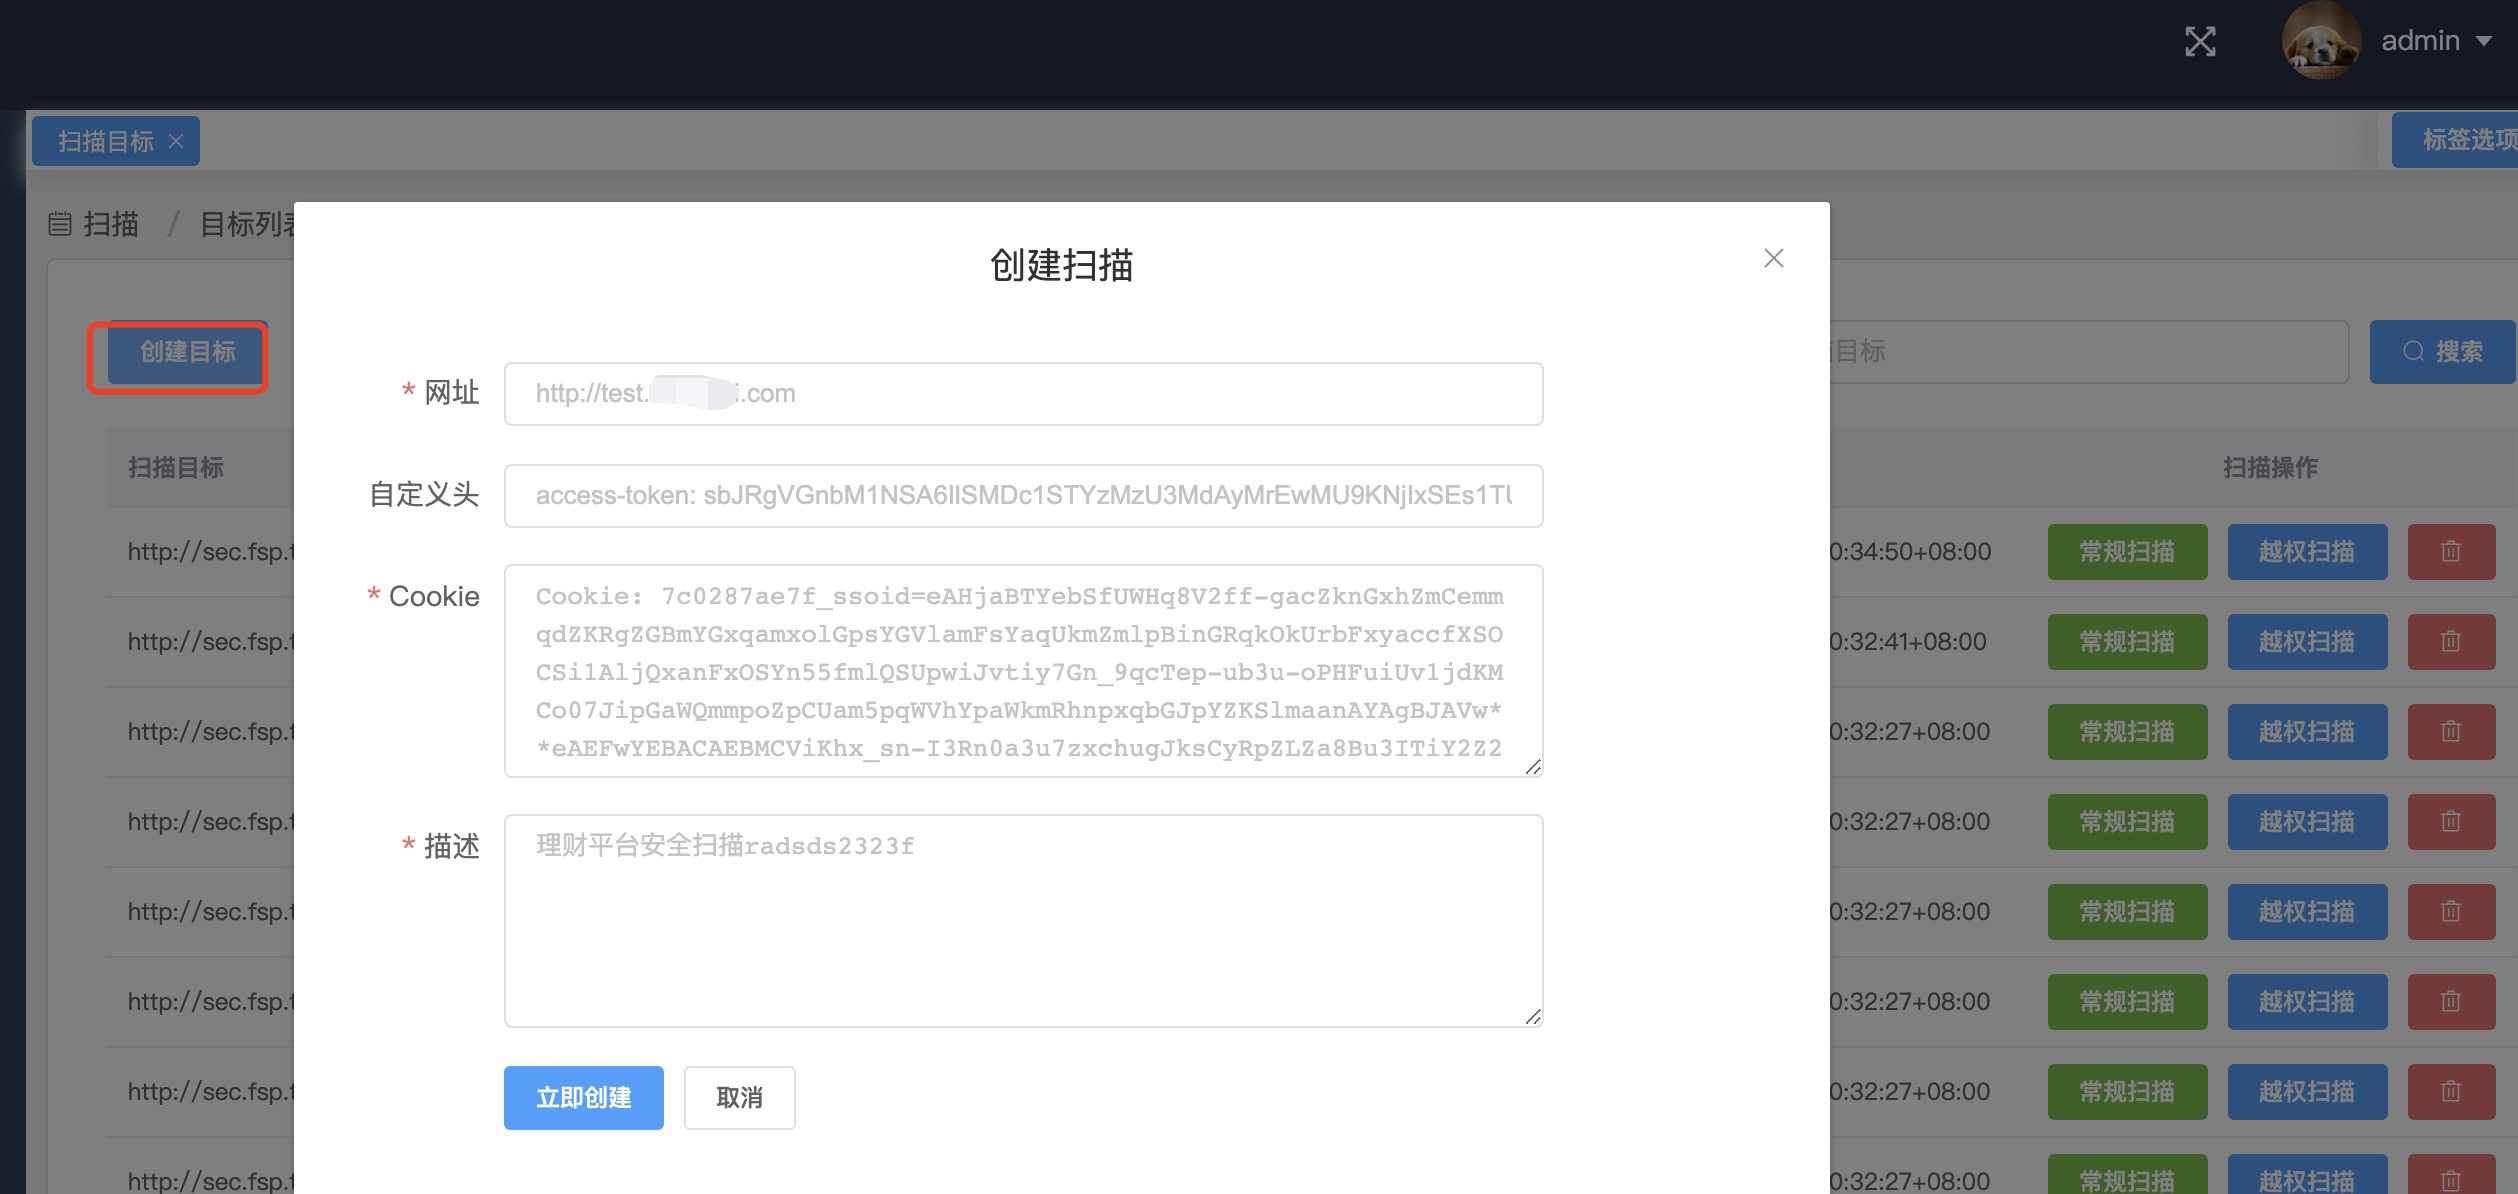 admin
扫描目标
标签选项
扫描 / 目标列表
创建扫描
创建目标
目标
搜索
* 网址
http://test.
i.com
自定义头
access-token: sbJRgVGnbM1NSA6IlSMDc1STYzMzU3MdAyMrEwMU9KNjIxSEs1TU
扫描目标
扫描操作
* Cookie
Cookie: 7c0287ae7f_ssoid=eAHjaBTYebSfUWHq8V2ff-gacZknGxhZmCemm
qdZKRgZGBmYGxqamxolGpsYGVlamFsYaqUkmZmlpBinGRqkOkUrbFxyaccfXSO
CSi1AljQxanFxOSYn55fmlQSUpwiJvtiy7Gn_9qcTep-ub3u-oPHFuiUv1jdKM
Co07JipGaWQmmpoZpCUam5pqWVhYpaWkmRhnpxqbGJpYZKSlmaanAYAgBJAVw*
*eAEFwYEBACAEBMCViKhx_sn-I3Rn0a3u7zxchugJksCyRpZLZa8Bu3ITiY2Z2
* 描述
理财平台安全扫描radsds2323f
立即创建
取消
http://sec.fsp.t
0:34:50+08:00
常规扫描
越权扫描
http://sec.fsp.t
0:32:41+08:00
常规扫描
越权扫描
http://sec.fsp.t
0:32:27+08:00
常规扫描
越权扫描
http://sec.fsp.t
0:32:27+08:00
常规扫描
越权扫描
http://sec.fsp.t
0:32:27+08:00
常规扫描
越权扫描
http://sec.fsp.t
0:32:27+08:00
常规扫描
越权扫描
http://sec.fsp.t
0:32:27+08:00
常规扫描
越权扫描
http://sec.fsp.t
0:32:27+08:00
常规扫描
越权扫描